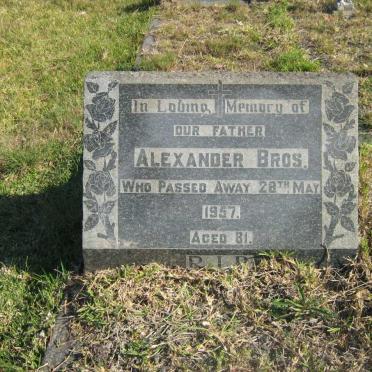 In Loving Memory of
OUR FATHER
ALEXANDER BROS.
WHO PASSED AWAY 28TH MAY
1957.
AGED 81.
R.I.P.